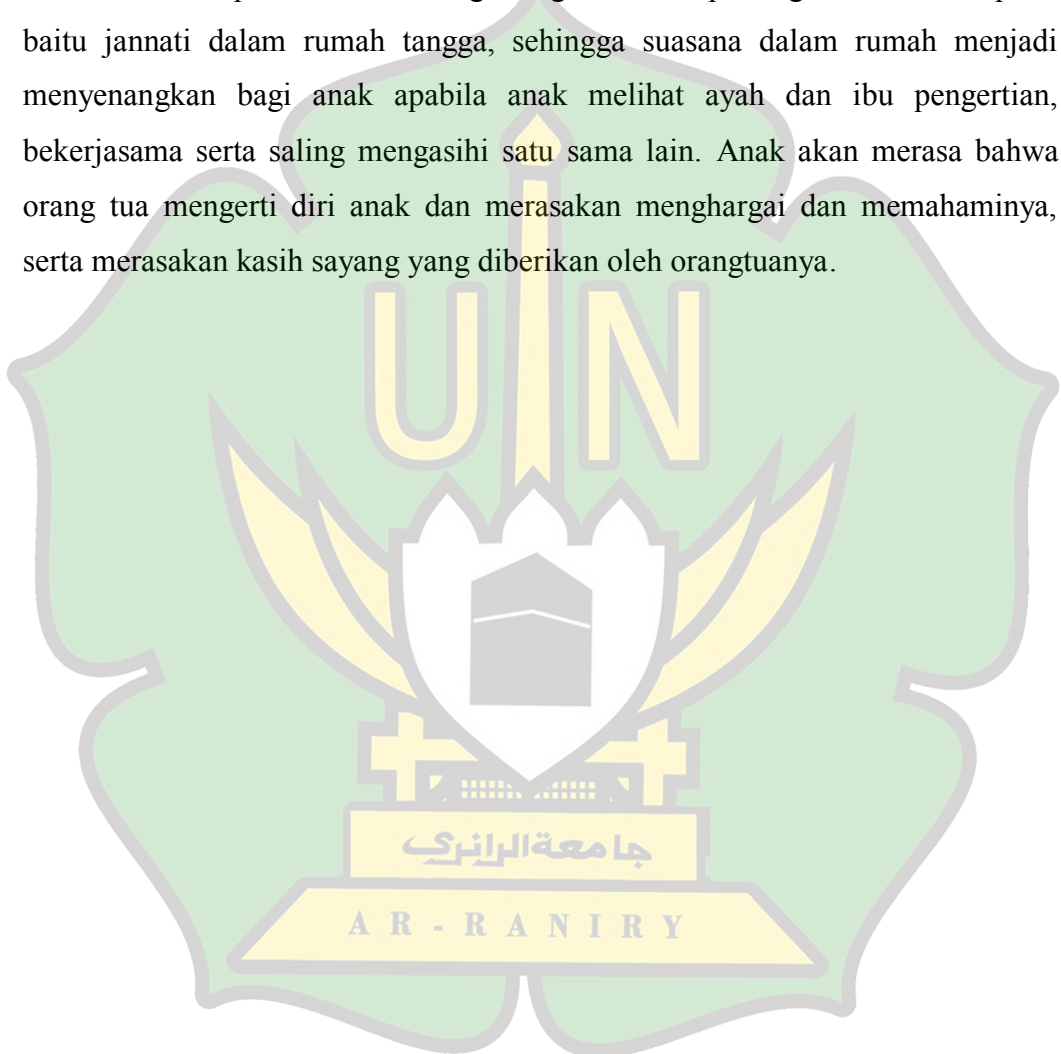 baitu jannati dalam rumah tangga, sehingga suasana dalam rumah menjadi
menyenangkan bagi anak apabila anak melihat ayah dan ibu pengertian,
bekerjasama serta saling mengasihi satu sama lain. Anak akan merasa bahwa
orang tua mengerti diri anak dan merasakan menghargai dan memahaminya,
serta merasakan kasih sayang yang diberikan oleh orangtuanya.
UIN
جامعة الرانري
AR-RANIRY